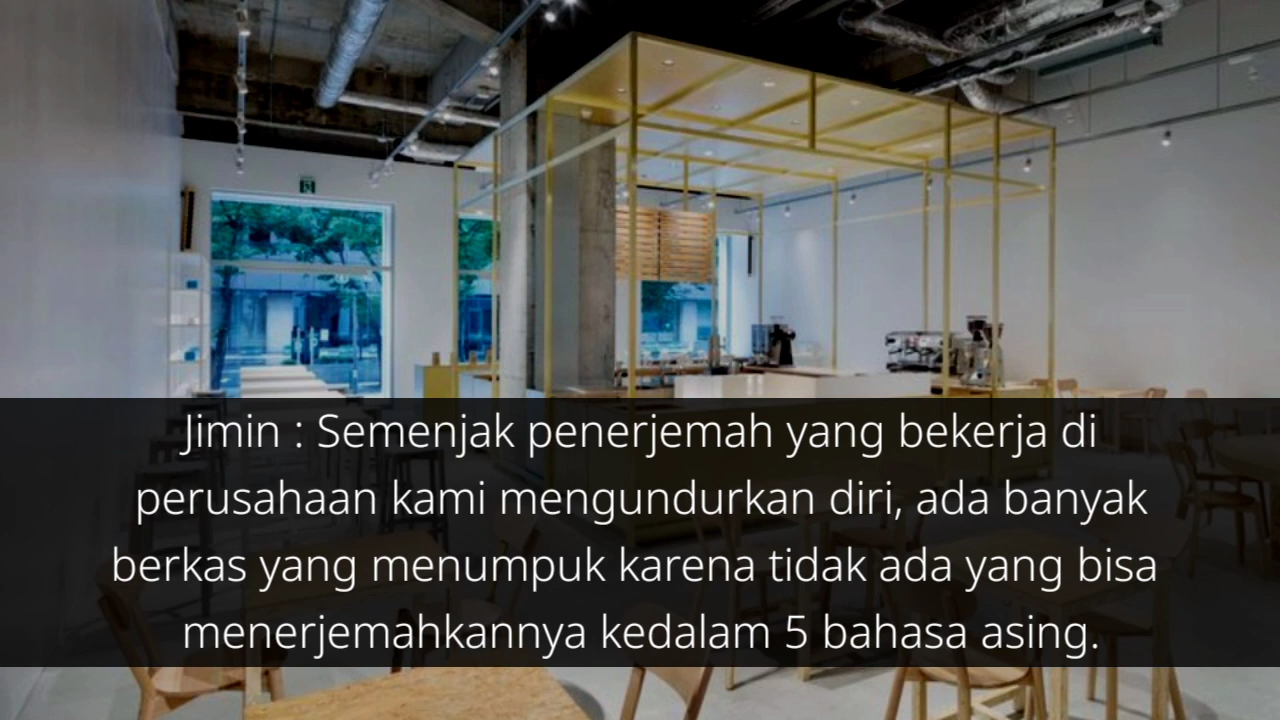 Jimin : Semenjak penerjemah yang bekerja di
perusahaan kami mengundurkan diri, ada banyak
berkas yang menumpuk karena tidak ada yang bisa
menerjemahkannya kedalam 5 bahasa asing.